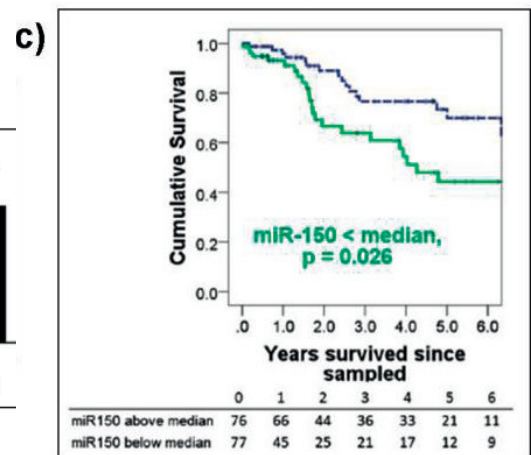 c)
Cumulative Survival
1.0
0.8
0.6
0.4
0.2
0.0
miR-150 < median,
p = 0.026
.0 1.0 2.0 3.0 4.0 5.0 6.0
Years survived since
sampled
0 1 2 3 4 5 6
miR150 above median 76 66 44 36 33 21 11
miR150 below median 77 45 25 21 17 12 9